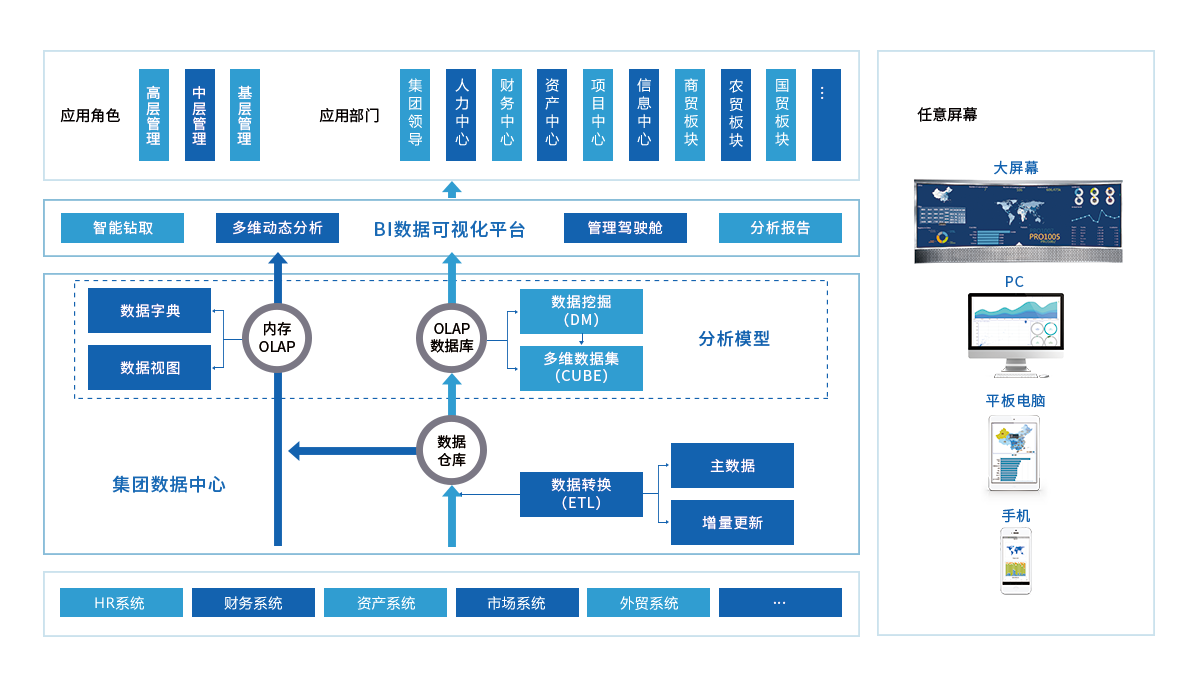 应用角色
高层管理
中层管理
基层管理
应用部门
集团领导
人力中心
财务中心
资产中心
项目中心
信息中心
商贸板块
农贸板块
国贸板块
...
智能钻取
多维动态分析
BI数据可视化平台
管理驾驶舱
分析报告
数据字典
数据视图
内存
OLAP
OLAP
数据库
数据挖掘
（DM）
多维数据集
（CUBE）
分析模型
集团数据中心
数据
仓库
数据转换
（ETL）
主数据
增量更新
HR系统
财务系统
资产系统
市场系统
外贸系统
...
任意屏幕
大屏幕
PRO100S
PC
平板电脑
手机